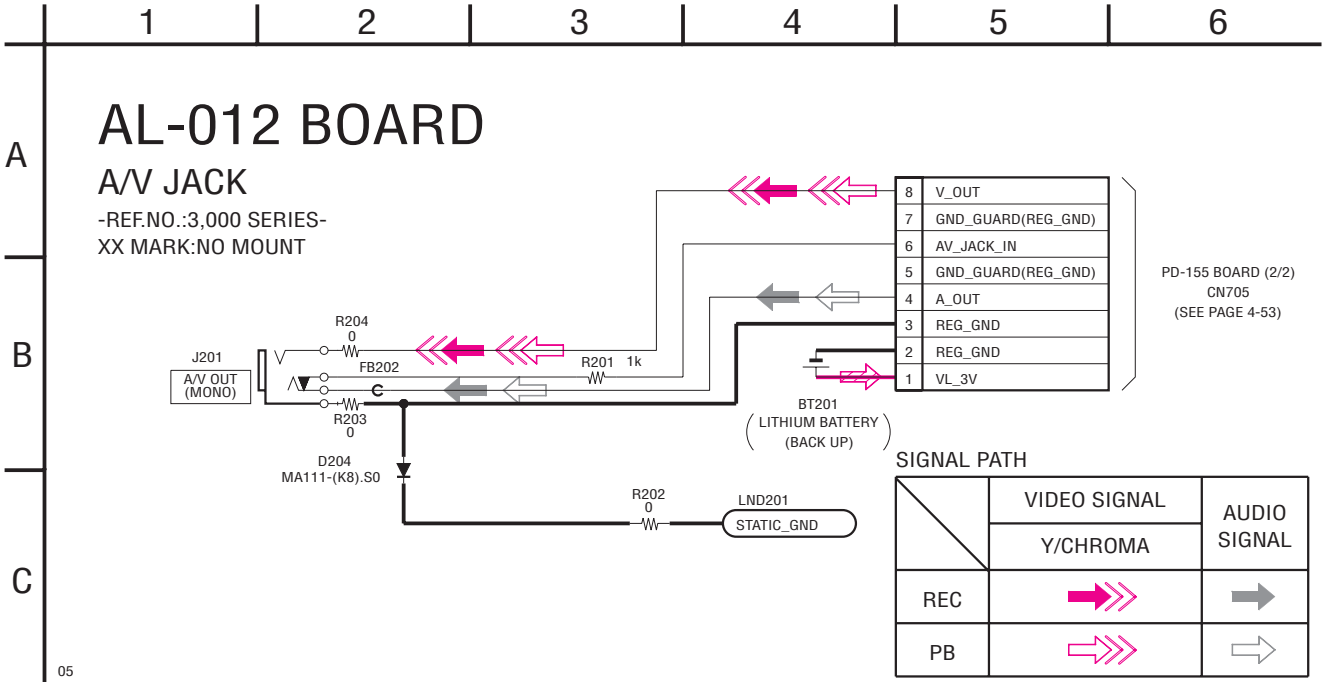 1 2 3 4 5 6
A
B
C
AL-012 BOARD
A/V JACK
-REF.NO.:3,000 SERIES-
XX MARK:NO MOUNT
8 V_OUT
7 GND_GUARD(REG_GND)
6 AV_JACK_IN
5 GND_GUARD(REG_GND)
4 A_OUT
3 REG_GND
2 REG_GND
1 VL_3V
PD-155 BOARD (2/2)
CN705
(SEE PAGE 4-53)
R204
0
J201
A/V OUT
(MONO)
FB202
R201 1k
R203
0
BT201
LITHIUM BATTERY
(BACK UP)
D204
MA111-(K8).S0
R202
0
LND201
STATIC_GND
SIGNAL PATH
VIDEO SIGNAL
Y/CHROMA
AUDIO
SIGNAL
REC
PB
05